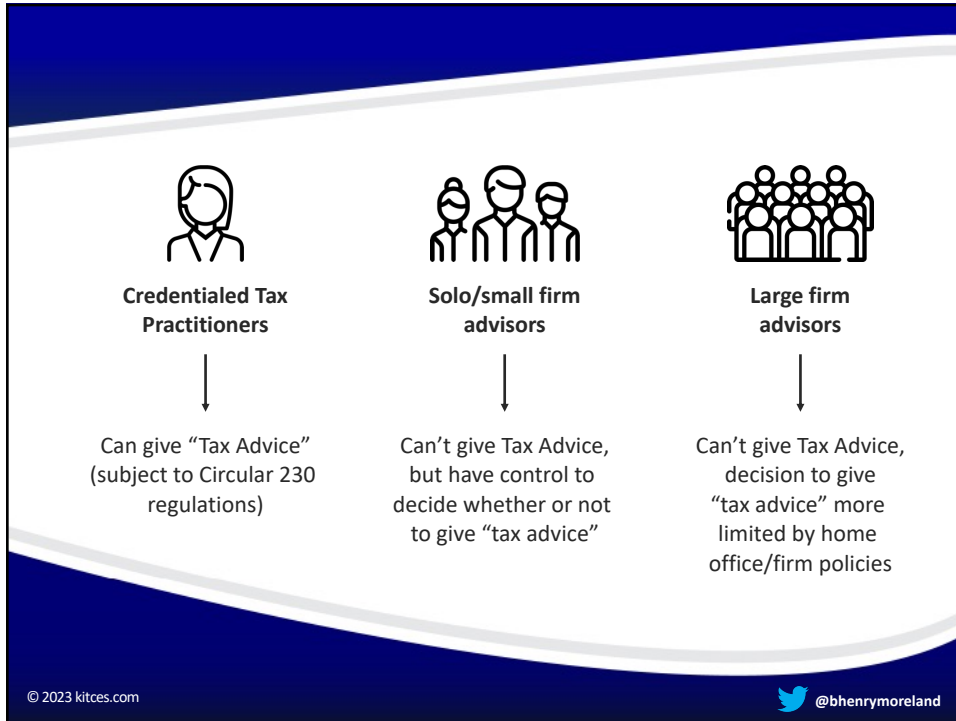 Credentialed Tax
Practitioners
Can give “Tax Advice”
(subject to Circular 230
regulations)
Solo/small firm
advisors
Can’t give Tax Advice,
but have control to
decide whether or not
to give “tax advice”
Large firm
advisors
Can’t give Tax Advice,
decision to give
“tax advice” more
limited by home
office/firm policies
© 2023 kitces.com
@bhenrymoreland